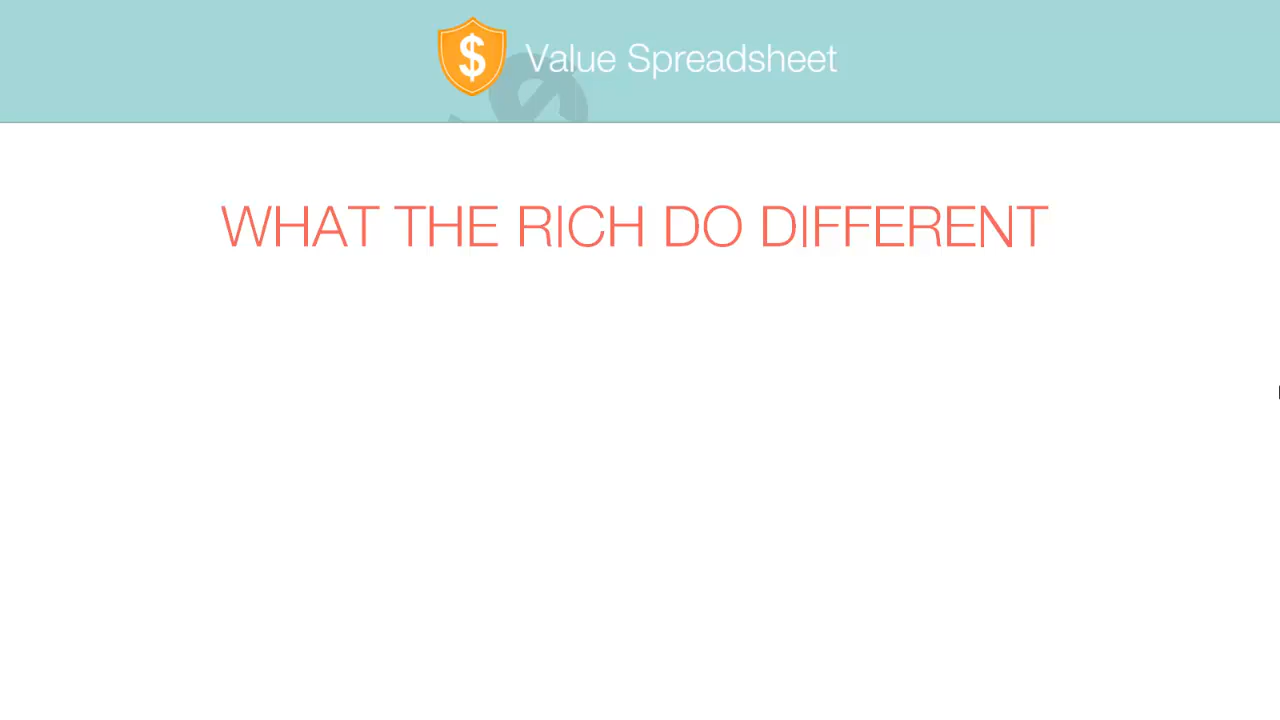 $ Value Spreadsheet
WHAT THE RICH DO DIFFERENT